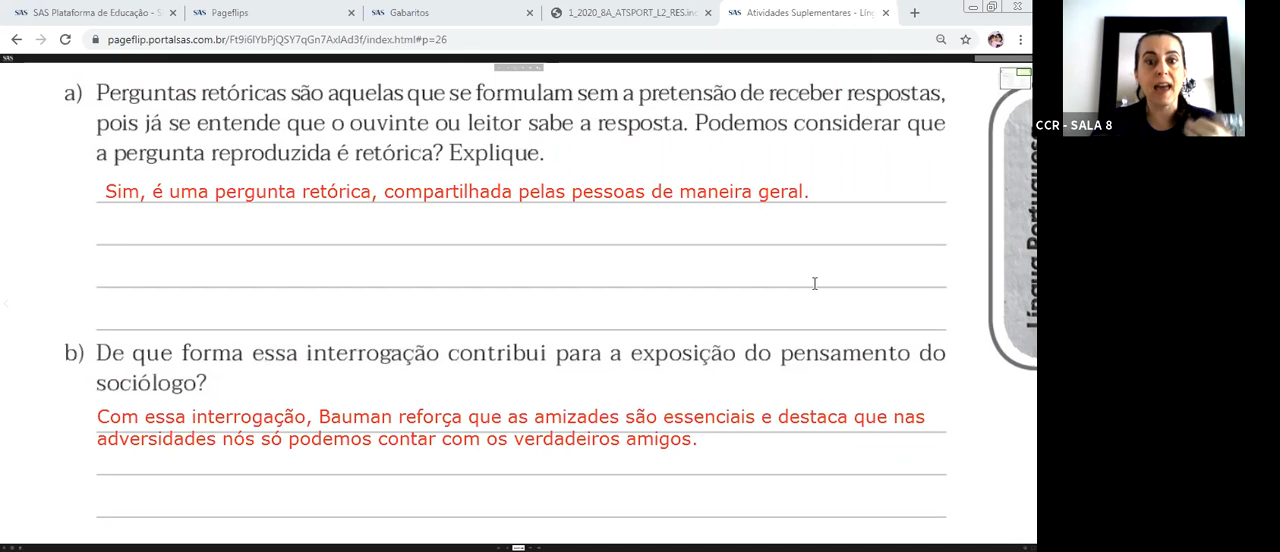 SAS Plataforma de Educação - S
Pageflips
Gabaritos
1_2020_8A_ATSPORT_L2_RES.in
Atividades Suplementares - Líng
pageflip.portalsas.com.br/
index.html#p=26
SAS
a) Perguntas retóricas são aquelas que se formulam sem a pretensão de receber respostas,
pois já se entende que o ouvinte ou leitor sabe a resposta. Podemos considerar que
a pergunta reproduzida é retórica? Explique.
Sim, é uma pergunta retórica, compartilhada pelas pessoas de maneira geral.
b) De que forma essa interrogação contribui para a exposição do pensamento do
sociólogo?
Com essa interrogação, Bauman reforça que as amizades são essenciais e destaca que nas
adversidades nós só podemos contar com os verdadeiros amigos.
Língua Portuguesa
CCR - SALA 8